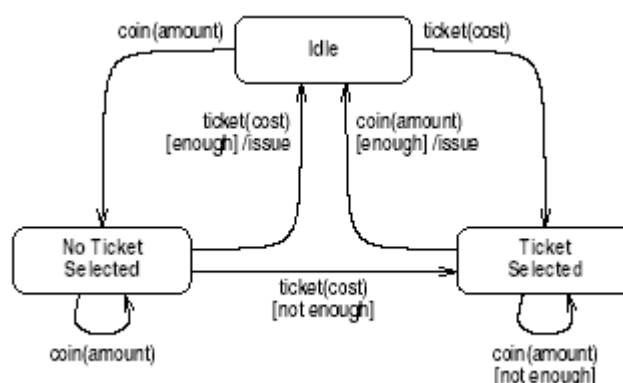 coin(amount)
Idle
ticket(cost)
ticket(cost)
[enough] /issue
coin(amount)
[enough] /issue
No Ticket
Selected
Ticket
Selected
ticket(cost)
[not enough]
coin(amount)
coin(amount)
[not enough]